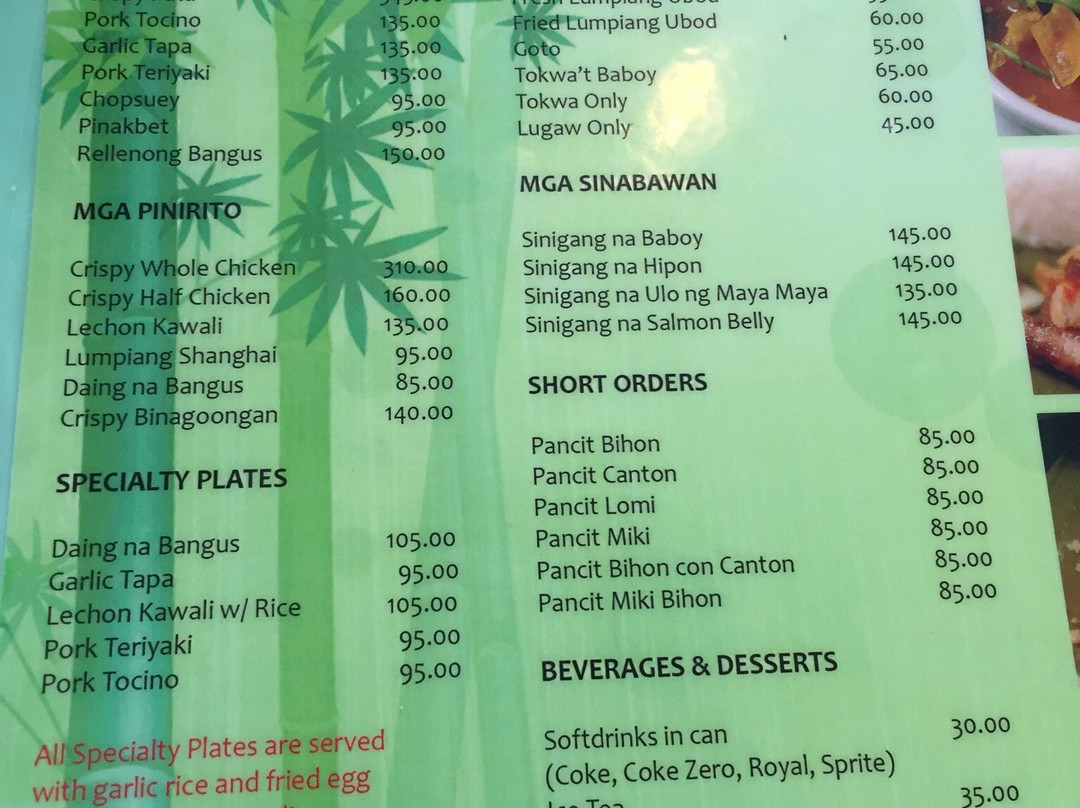 Pork Tocino 135.00
Garlic Tapa 135.00
Pork Teriyaki 135.00
Chopsuey 95.00
Pinakbet 95.00
Rellenong Bangus 150.00
MGA PINIRITO
Crispy Whole Chicken 310.00
Crispy Half Chicken 160.00
Lechon Kawali 135.00
Lumpiang Shanghai 95.00
Daing na Bangus 85.00
Crispy Binagoongan 140.00
SPECIALTY PLATES
Daing na Bangus 105.00
Garlic Tapa 95.00
Lechon Kawali w/ Rice 105.00
Pork Teriyaki 95.00
Pork Tocino 95.00
All Specialty Plates are served
with garlic rice and fried egg
Fresh Lumpiang Ubod
Fried Lumpiang Ubod 60.00
Goto 55.00
Tokwa't Baboy 65.00
Tokwa Only 60.00
Lugaw Only 45.00
MGA SINABAWAN
Sinigang na Baboy 145.00
Sinigang na Hipon 145.00
Sinigang na Ulo ng Maya Maya 135.00
Sinigang na Salmon Belly 145.00
SHORT ORDERS
Pancit Bihon 85.00
Pancit Canton 85.00
Pancit Lomi 85.00
Pancit Miki 85.00
Pancit Bihon con Canton 85.00
Pancit Miki Bihon 85.00
BEVERAGES & DESSERTS
Softdrinks in can 30.00
(Coke, Coke Zero, Royal, Sprite)
Ice Tea 35.00